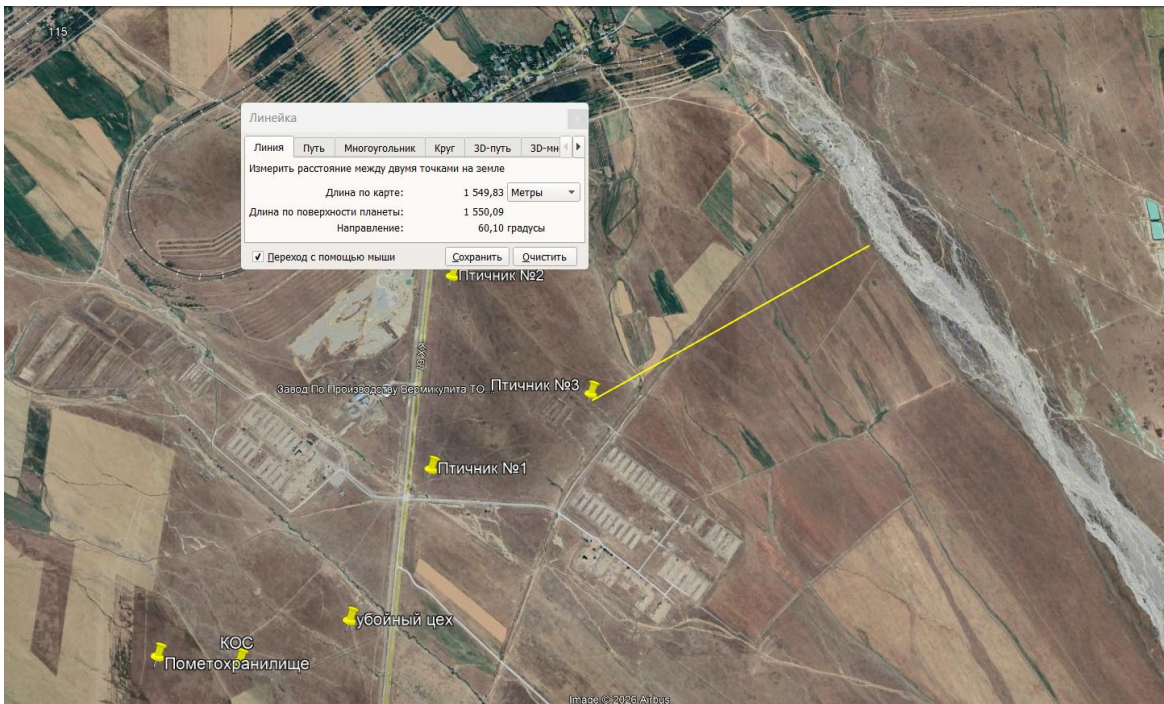 115
Линейка
Линия Путь Многоугольник Круг 3D-путь 3D-мн
Измерить расстояние между двумя точками на земле
Длина по карте: 1 549,83 Метры
Длина по поверхности планеты: 1 550,09
Направление: 60,10 градусы
Переход с помощью мыши Сохранить Очистить
Птичник №2
Птичник №3
Завод По Производству Вермикулита ТО...
Птичник №1
убойный цех
КОС
Пометохранилище
Image © 2026 Airbus